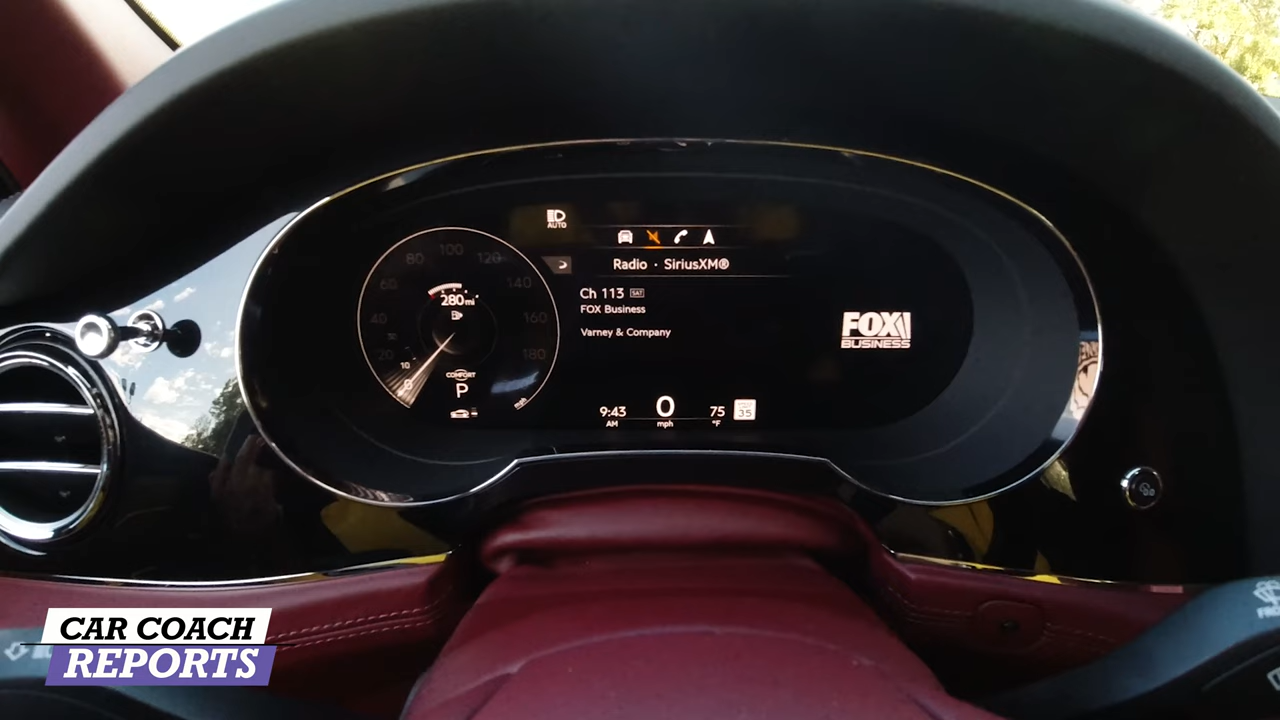 AUTO
Radio · SiriusXM®
Ch 113 SAT
FOX Business
Varney & Company
FOX
BUSINESS
20
40
60
80
100
120
140
160
180
0
10
280 mi
COMFORT
P
mph
9:43
AM
0
mph
75
°F
35
CAR COACH
REPORTS